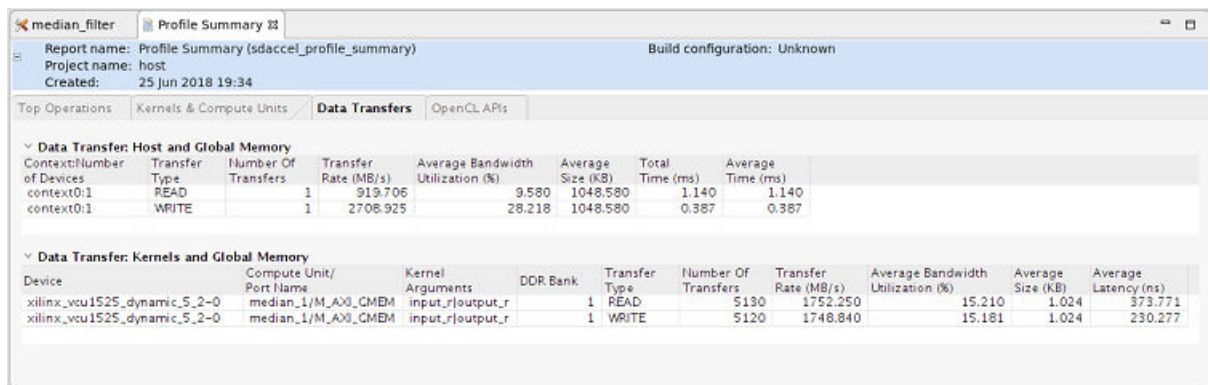 median_filter Profile Summary
Report name: Profile Summary (sdaccel_profile_summary) Build configuration: Unknown
Project name: host
Created: 25 Jun 2018 19:34
Top Operations Kernels & Compute Units Data Transfers OpenCL APIs
Data Transfer: Host and Global Memory
Context:Number of Devices Transfer Type Number Of Transfers Transfer Rate (MB/s) Average Bandwidth Utilization (%) Average Size (KB) Total Time (ms) Average Time (ms)
context0:1 READ 1 919.706 9.580 1048.580 1.140 1.140
context0:1 WRITE 1 2708.925 28.218 1048.580 0.387 0.387
Data Transfer: Kernels and Global Memory
Device Compute Unit/ Port Name Kernel Arguments DDR Bank Transfer Type Number Of Transfers Transfer Rate (MB/s) Average Bandwidth Utilization (%) Average Size (KB) Average Latency (ns)
xilinx_vcu1525_dynamic_5_2-0 median_1/M_AXI_GMEM input_r|output_r 1 READ 5130 1752.250 15.210 1.024 373.771
xilinx_vcu1525_dynamic_5_2-0 median_1/M_AXI_GMEM input_r|output_r 1 WRITE 5120 1748.840 15.181 1.024 230.277